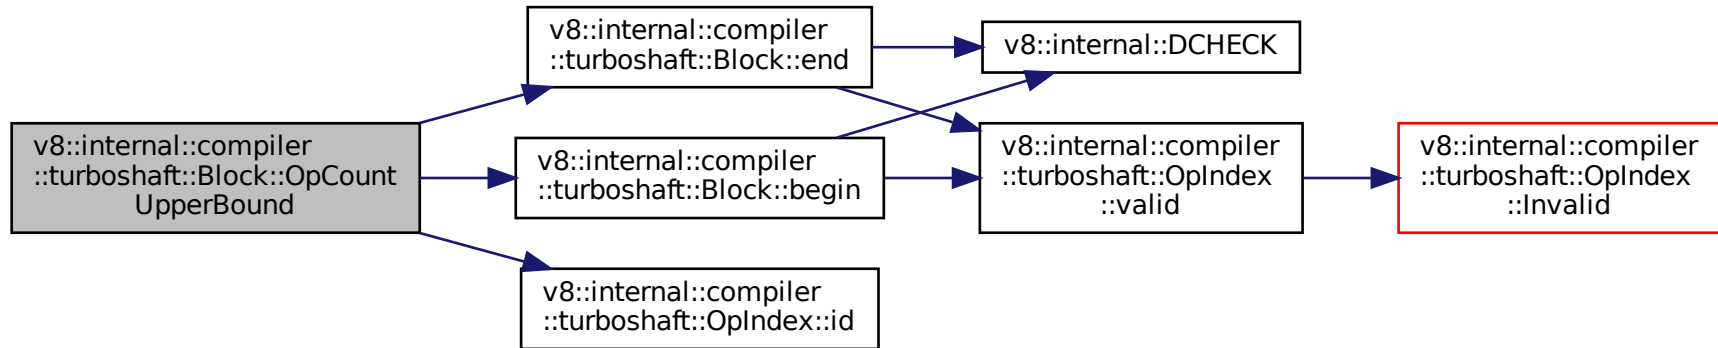 v8::internal::compiler
::turboshaft::Block::OpCount
UpperBound
v8::internal::compiler
::turboshaft::Block::end
v8::internal::compiler
::turboshaft::Block::begin
v8::internal::compiler
::turboshaft::OpIndex::id
v8::internal::DCHECK
v8::internal::compiler
::turboshaft::OpIndex
::valid
v8::internal::compiler
::turboshaft::OpIndex
::Invalid